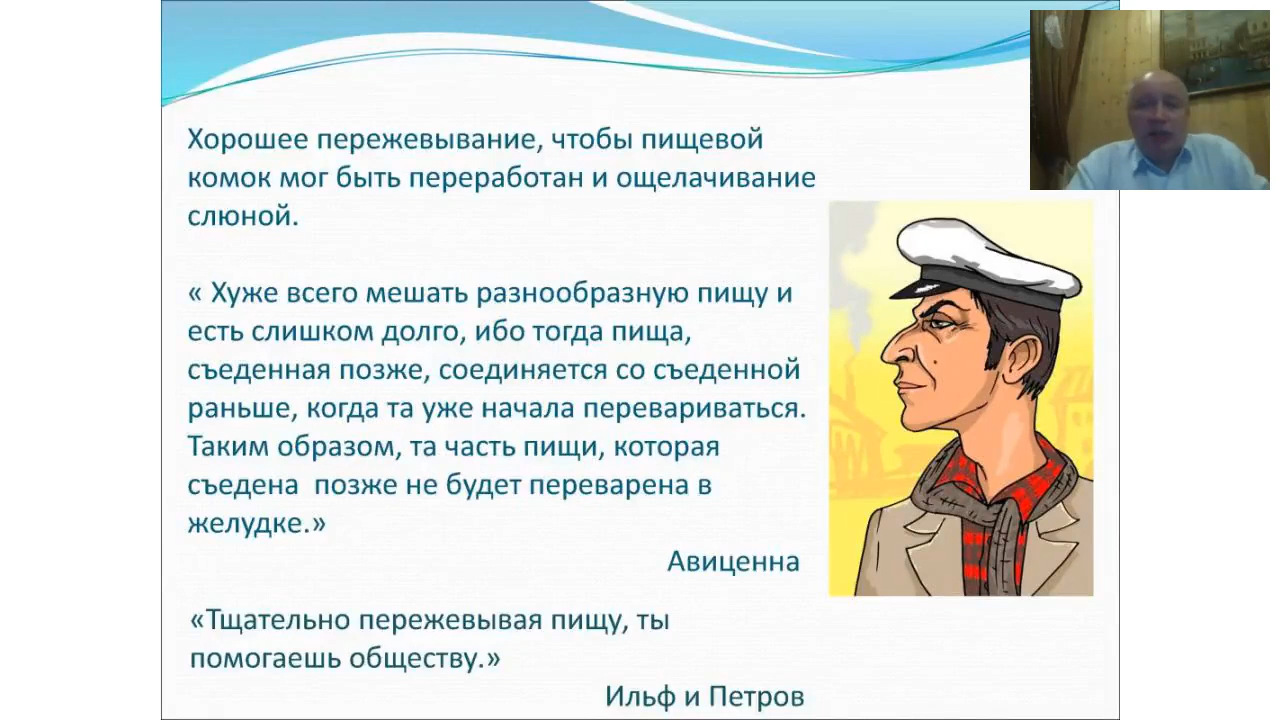 Хорошее пережевывание, чтобы пищевой
комок мог быть переработан и ощелачивание
слюной.
« Хуже всего мешать разнообразную пищу и
есть слишком долго, ибо тогда пища,
съеденная позже, соединяется со съеденной
раньше, когда та уже начала перевариваться.
Таким образом, та часть пищи, которая
съедена  позже не будет переварена в
желудке.»
Авиценна
«Тщательно пережевывая пищу, ты
помогаешь обществу.»
Ильф и Петров